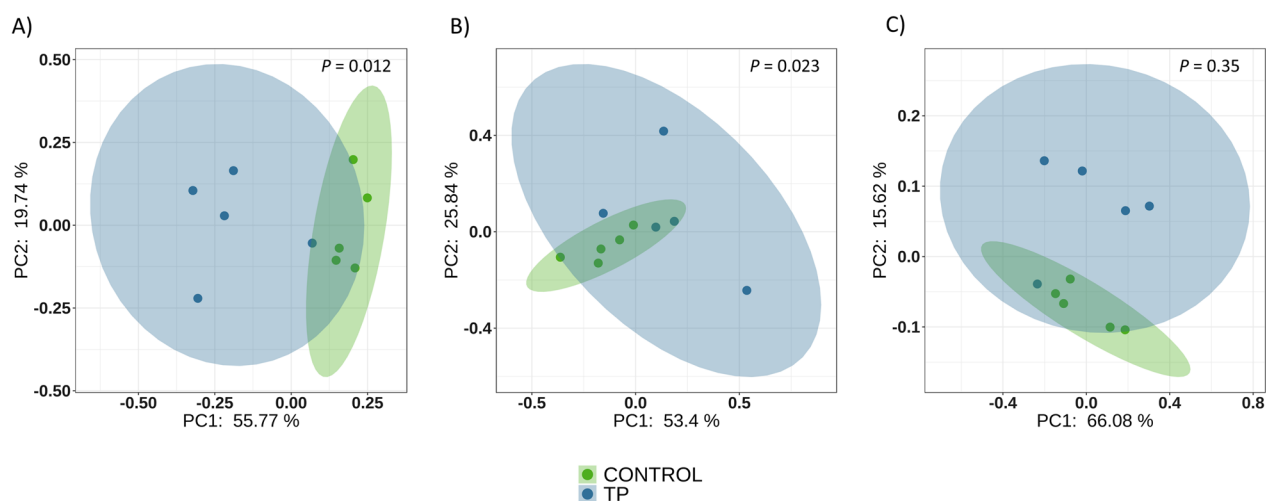 A)
P = 0.012
0.50
0.25
0.00
-0.25
-0.50
PC2: 19.74 %
-0.50 -0.25 0.00 0.25
PC1: 55.77 %
B)
P = 0.023
0.4
0.0
-0.4
PC2: 25.84 %
-0.5 0.0 0.5
PC1: 53.4 %
C)
P = 0.35
0.2
0.1
0.0
-0.1
PC2: 15.62 %
-0.4 0.0 0.4 0.8
PC1: 66.08 %
CONTROL
TP